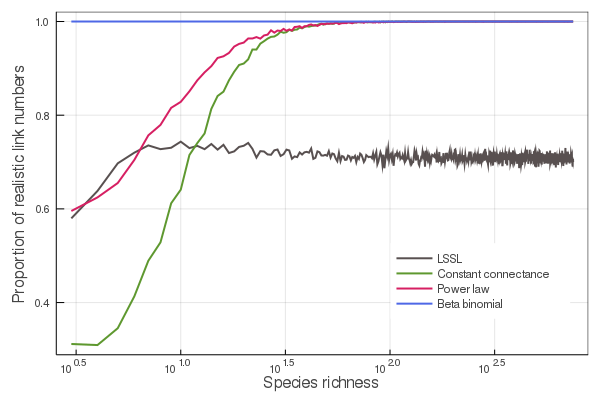 1.0
0.8
0.6
0.4
Proportion of realistic link numbers
LSSL
Constant connectance
Power law
Beta binomial
10^0.5 10^1.0 10^1.5 10^2.0 10^2.5
Species richness